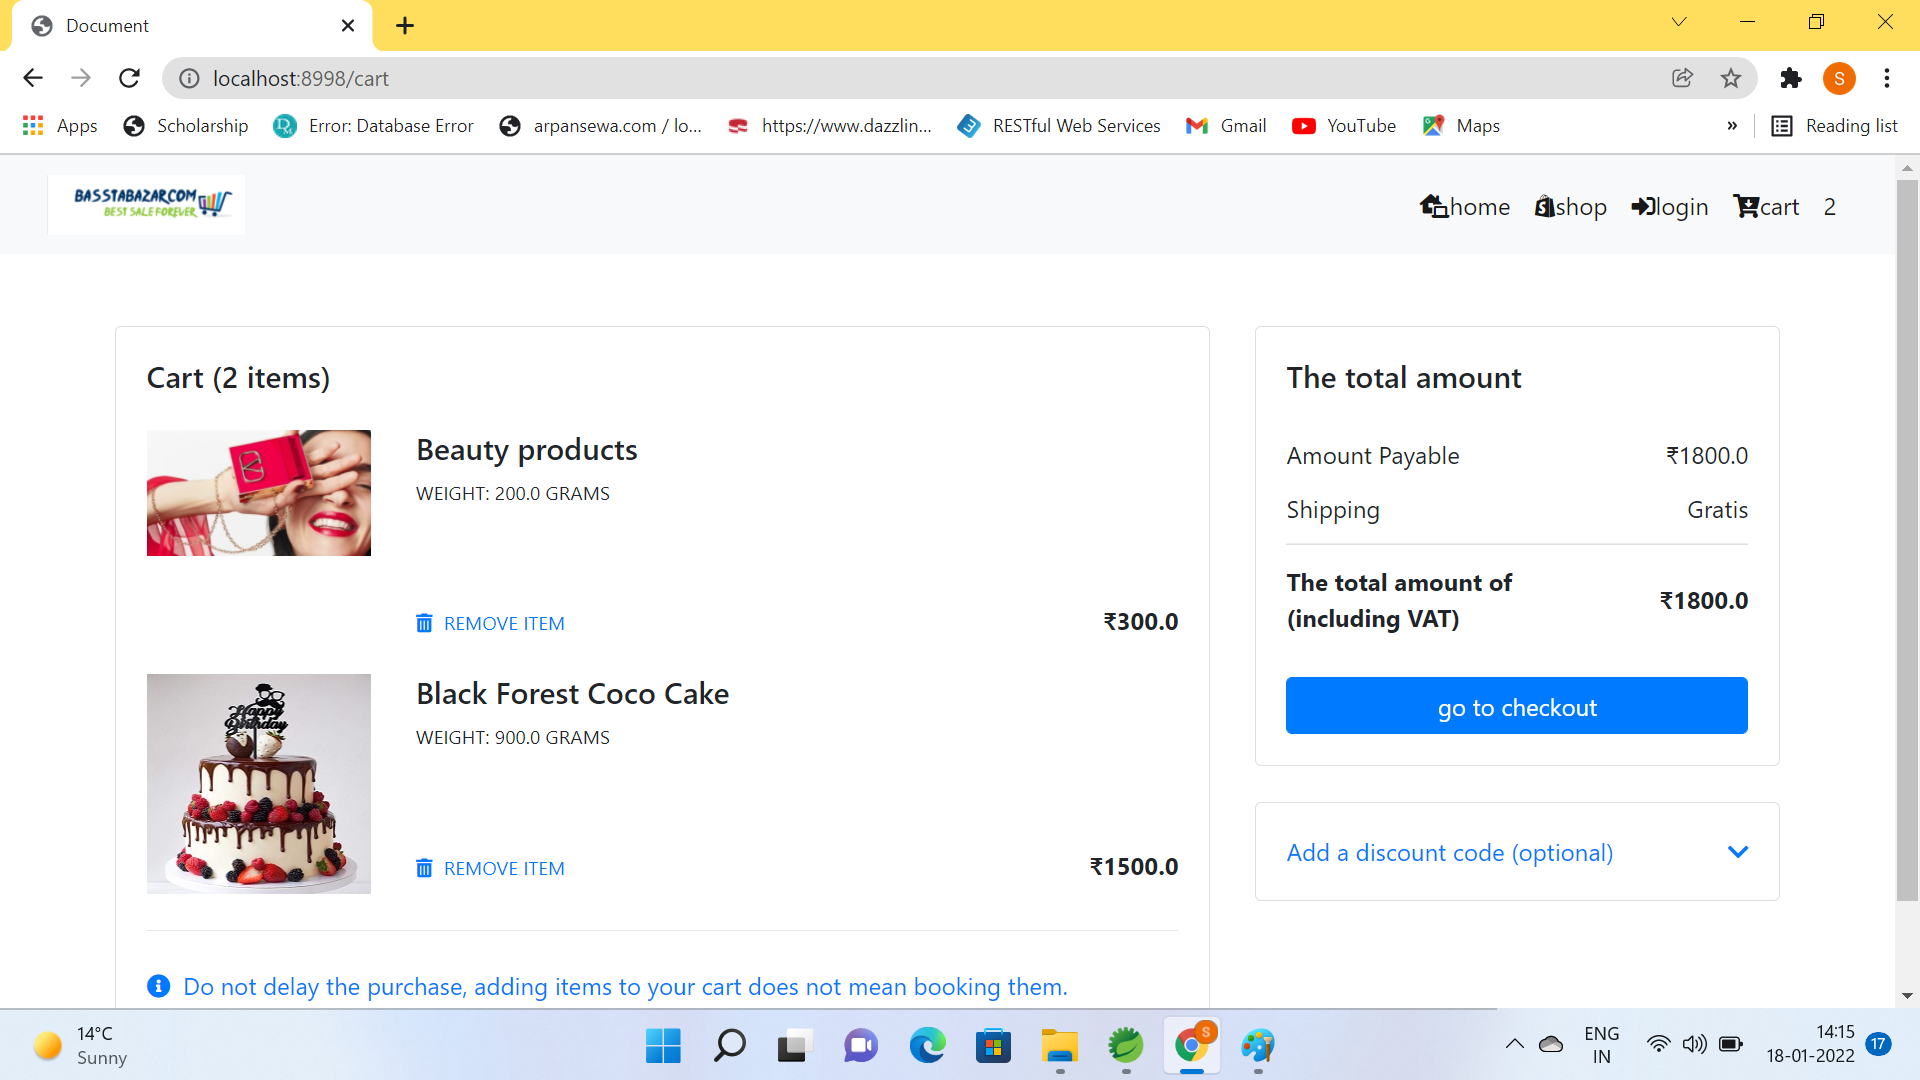 Document
localhost:8998/cart
S
Apps
Scholarship
Error: Database Error
arpansewa.com / lo...
https://www.dazzlin...
RESTful Web Services
Gmail
YouTube
Maps
»
Reading list
BASSTABAZAR.COM
BEST SALE FOREVER
home
shop
login
cart
2
Cart (2 items)
Beauty products
WEIGHT: 200.0 GRAMS
REMOVE ITEM
₹300.0
Happy
Birthday
Black Forest Coco Cake
WEIGHT: 900.0 GRAMS
REMOVE ITEM
₹1500.0
Do not delay the purchase, adding items to your cart does not mean booking them.
The total amount
Amount Payable ₹1800.0
Shipping Gratis
The total amount of
(including VAT)
₹1800.0
go to checkout
Add a discount code (optional)
14°C
Sunny
S
ENG
IN
14:15
18-01-2022
17